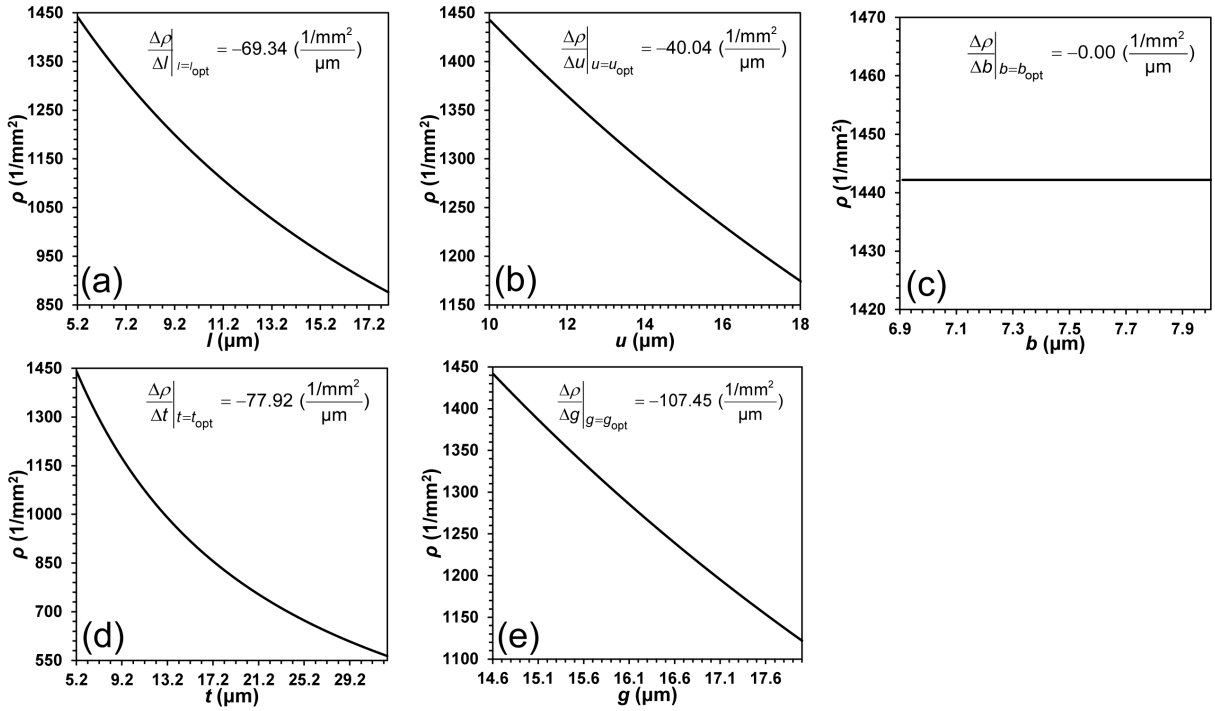 1450
1350
1250
1150
1050
950
850
ρ (1/mm²)
Δρ/Δl|l=lopt = −69.34 (1/mm²/µm)
(a)
5.2 7.2 9.2 11.2 13.2 15.2 17.2
l (µm)
1450
1400
1350
1300
1250
1200
1150
ρ (1/mm²)
Δρ/Δu|u=uopt = −40.04 (1/mm²/µm)
(b)
10 12 14 16 18
u (µm)
1470
1460
1450
1440
1430
1420
ρ (1/mm²)
Δρ/Δb|b=bopt = −0.00 (1/mm²/µm)
(c)
6.9 7.1 7.3 7.5 7.7 7.9
b (µm)
1450
1300
1150
1000
850
700
550
ρ (1/mm²)
Δρ/Δt|t=topt = −77.92 (1/mm²/µm)
(d)
5.2 9.2 13.2 17.2 21.2 25.2 29.2
t (µm)
1450
1400
1350
1300
1250
1200
1150
1100
ρ (1/mm²)
Δρ/Δg|g=gopt = −107.45 (1/mm²/µm)
(e)
14.6 15.1 15.6 16.1 16.6 17.1 17.6
g (µm)